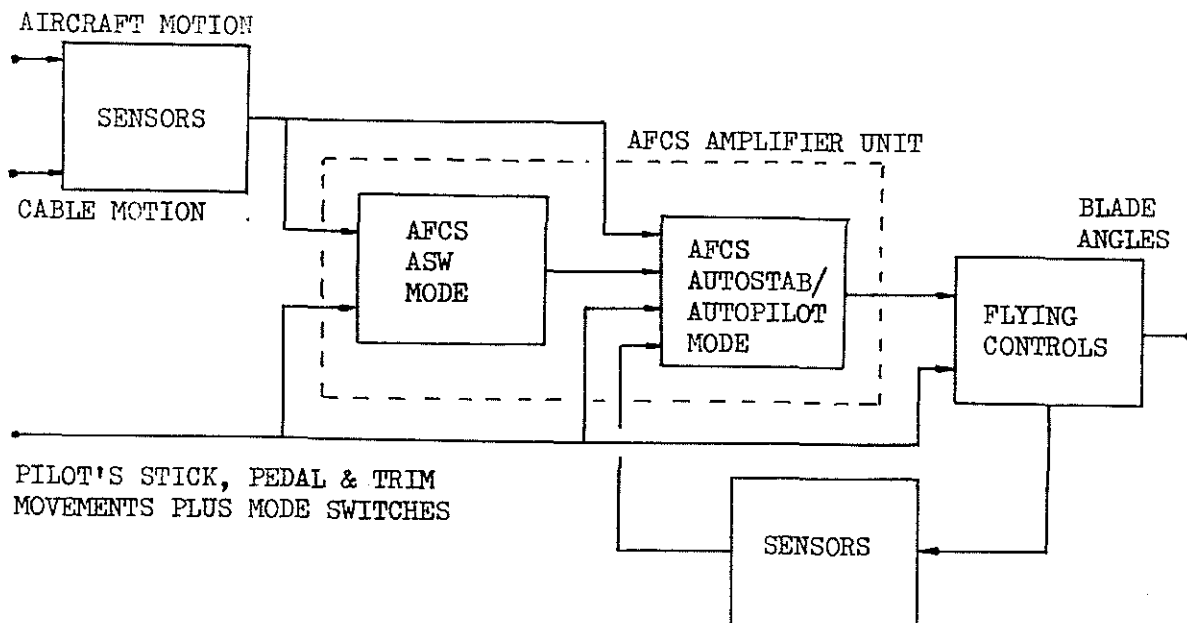 AIRCRAFT MOTION
SENSORS
CABLE MOTION
AFCS AMPLIFIER UNIT
AFCS
ASW
MODE
AFCS
AUTOSTAB/
AUTOPILOT
MODE
BLADE
ANGLES
FLYING
CONTROLS
PILOT'S STICK, PEDAL & TRIM
MOVEMENTS PLUS MODE SWITCHES
SENSORS